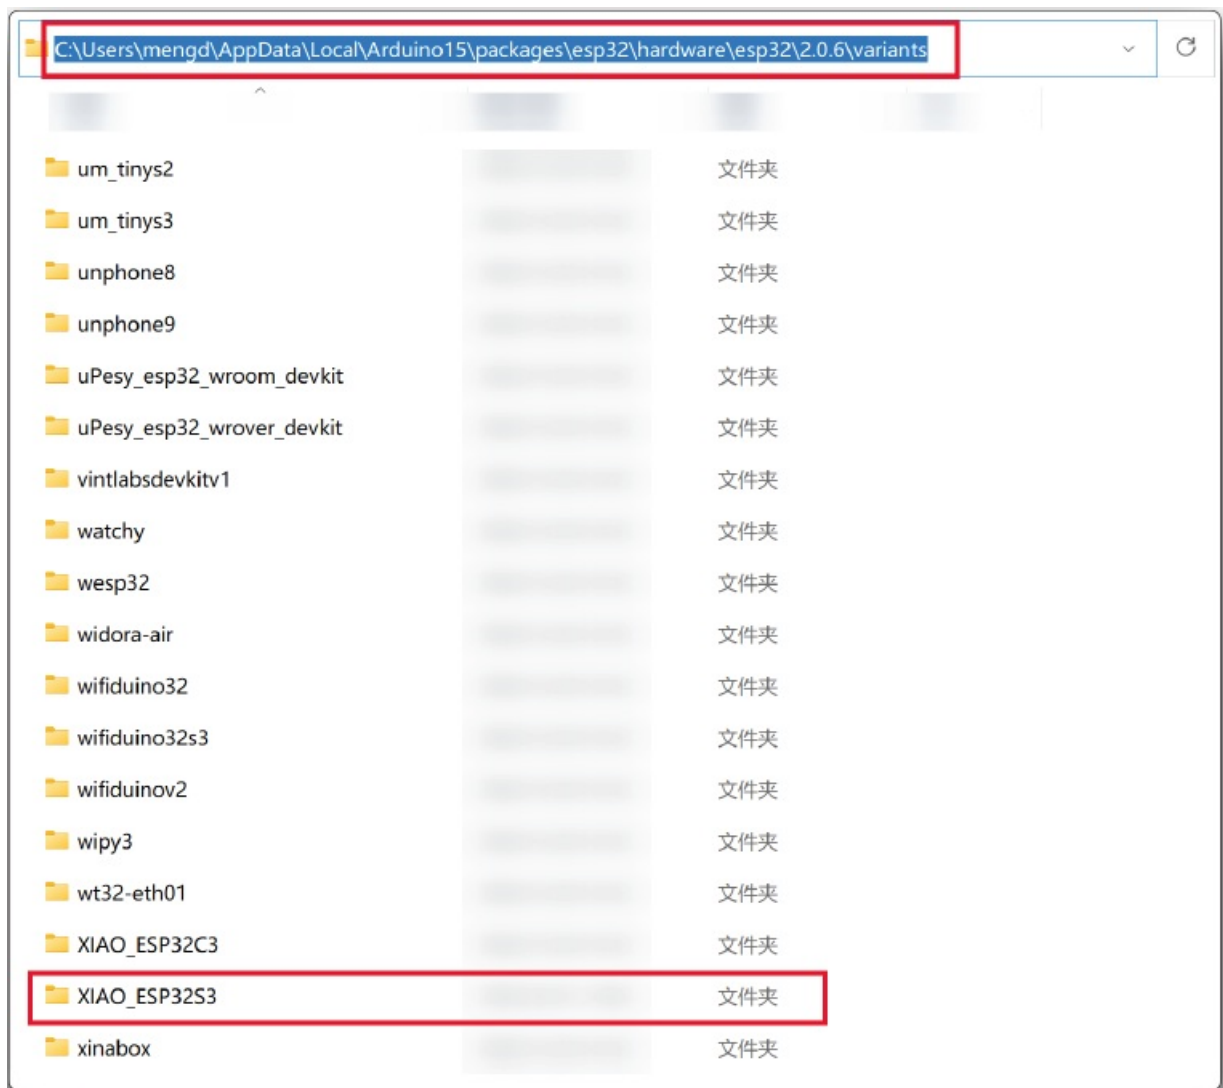 C:\Users\mengd\AppData\Local\Arduino15\packages\esp32\hardware\esp32\2.0.6\variants
um_tinys2 文件夹
um_tinys3 文件夹
unphone8 文件夹
unphone9 文件夹
uPesy_esp32_wroom_devkit 文件夹
uPesy_esp32_wrover_devkit 文件夹
vintlabsdevkitv1 文件夹
watchy 文件夹
wesp32 文件夹
widora-air 文件夹
wifiduino32 文件夹
wifiduino32s3 文件夹
wifiduinov2 文件夹
wipy3 文件夹
wt32-eth01 文件夹
XIAO_ESP32C3 文件夹
XIAO_ESP32S3 文件夹
xinabox 文件夹